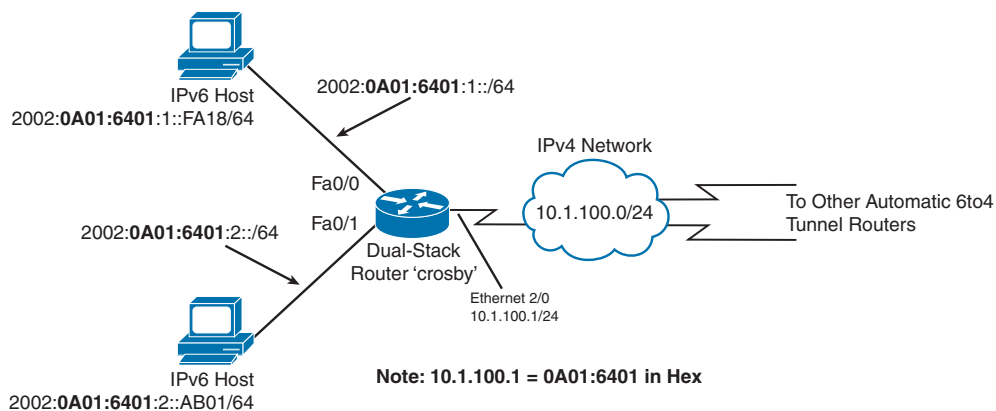 IPv6 Host
2002:0A01:6401:1::FA18/64
2002:0A01:6401:1::/64
IPv4 Network
10.1.100.0/24
To Other Automatic 6to4
Tunnel Routers
Fa0/0
Fa0/1
2002:0A01:6401:2::/64
Dual-Stack
Router ‘crosby’
Ethernet 2/0
10.1.100.1/24
IPv6 Host
2002:0A01:6401:2::AB01/64
Note: 10.1.100.1 = 0A01:6401 in Hex